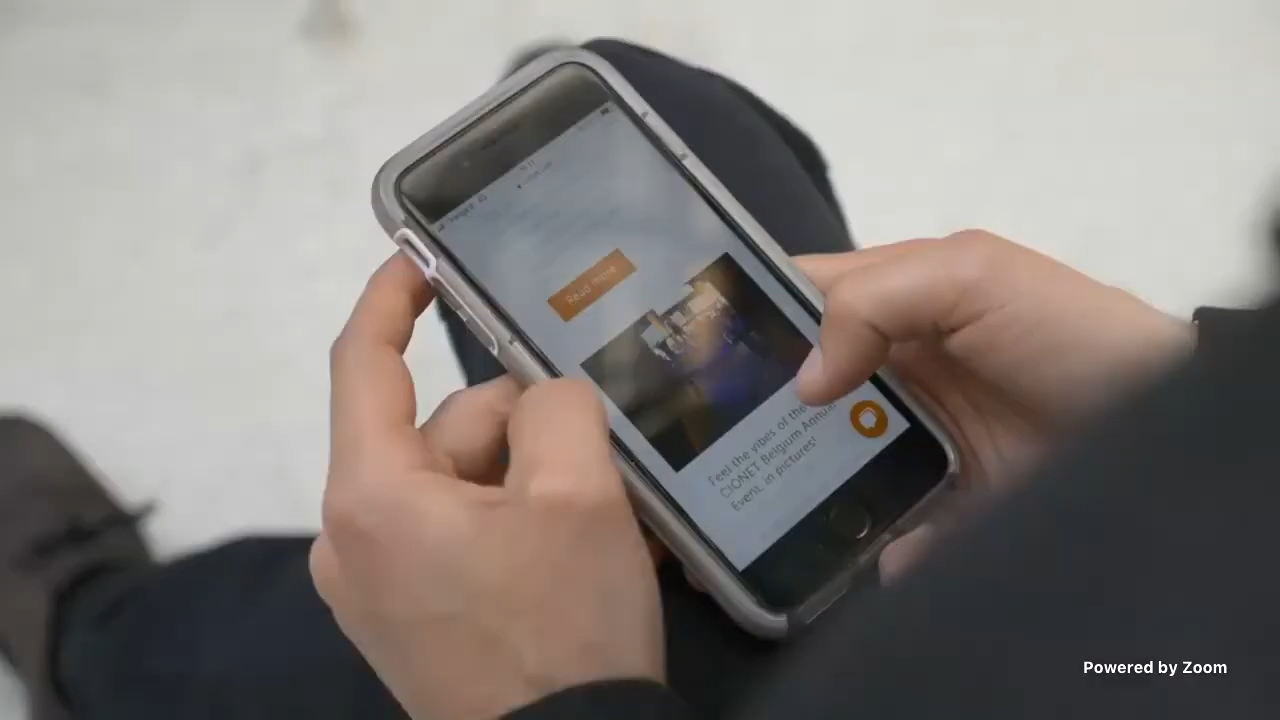 Read more
Feel the vibes of the
CIONET Belgium Annual
Event, in pictures!
Powered by Zoom